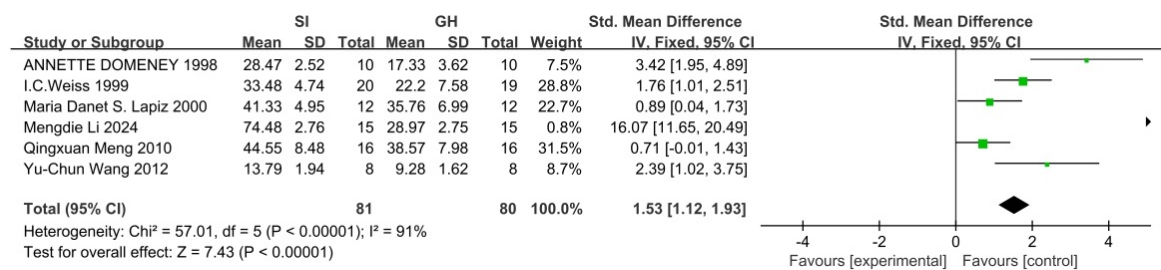 SI GH Std. Mean Difference Std. Mean Difference
Study or Subgroup Mean SD Total Mean SD Total Weight IV, Fixed, 95% CI IV, Fixed, 95% CI
ANNETTE DOMENEY 1998 28.47 2.52 10 17.33 3.62 10 7.5% 3.42 [1.95, 4.89]
I.C.Weiss 1999 33.48 4.74 20 22.2 7.58 19 28.8% 1.76 [1.01, 2.51]
Maria Danet S. Lapiz 2000 41.33 4.95 12 35.76 6.99 12 22.7% 0.89 [0.04, 1.73]
Mengdie Li 2024 74.48 2.76 15 28.97 2.75 15 0.8% 16.07 [11.65, 20.49]
Qingxuan Meng 2010 44.55 8.48 16 38.57 7.98 16 31.5% 0.71 [-0.01, 1.43]
Yu-Chun Wang 2012 13.79 1.94 8 9.28 1.62 8 8.7% 2.39 [1.02, 3.75]
Total (95% CI) 81 80 100.0% 1.53 [1.12, 1.93]
Heterogeneity: Chi² = 57.01, df = 5 (P < 0.00001); I² = 91%
Test for overall effect: Z = 7.43 (P < 0.00001)
-4 -2 0 2 4
Favours [experimental] Favours [control]